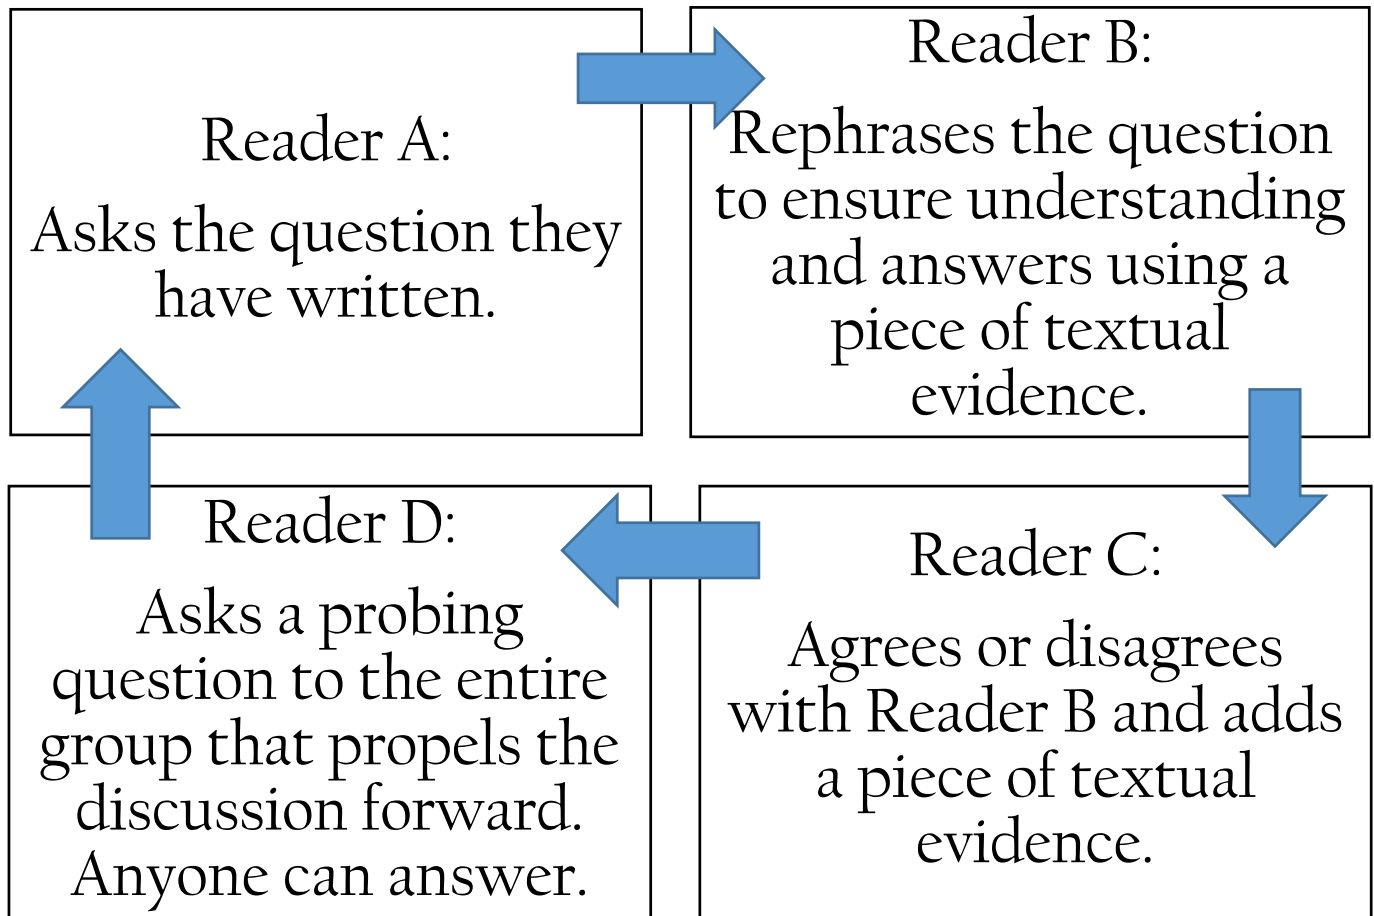 Reader A:
Asks the question they
have written.
Reader B:
Rephrases the question
to ensure understanding
and answers using a
piece of textual
evidence.
Reader C:
Agrees or disagrees
with Reader B and adds
a piece of textual
evidence.
Reader D:
Asks a probing
question to the entire
group that propels the
discussion forward.
Anyone can answer.